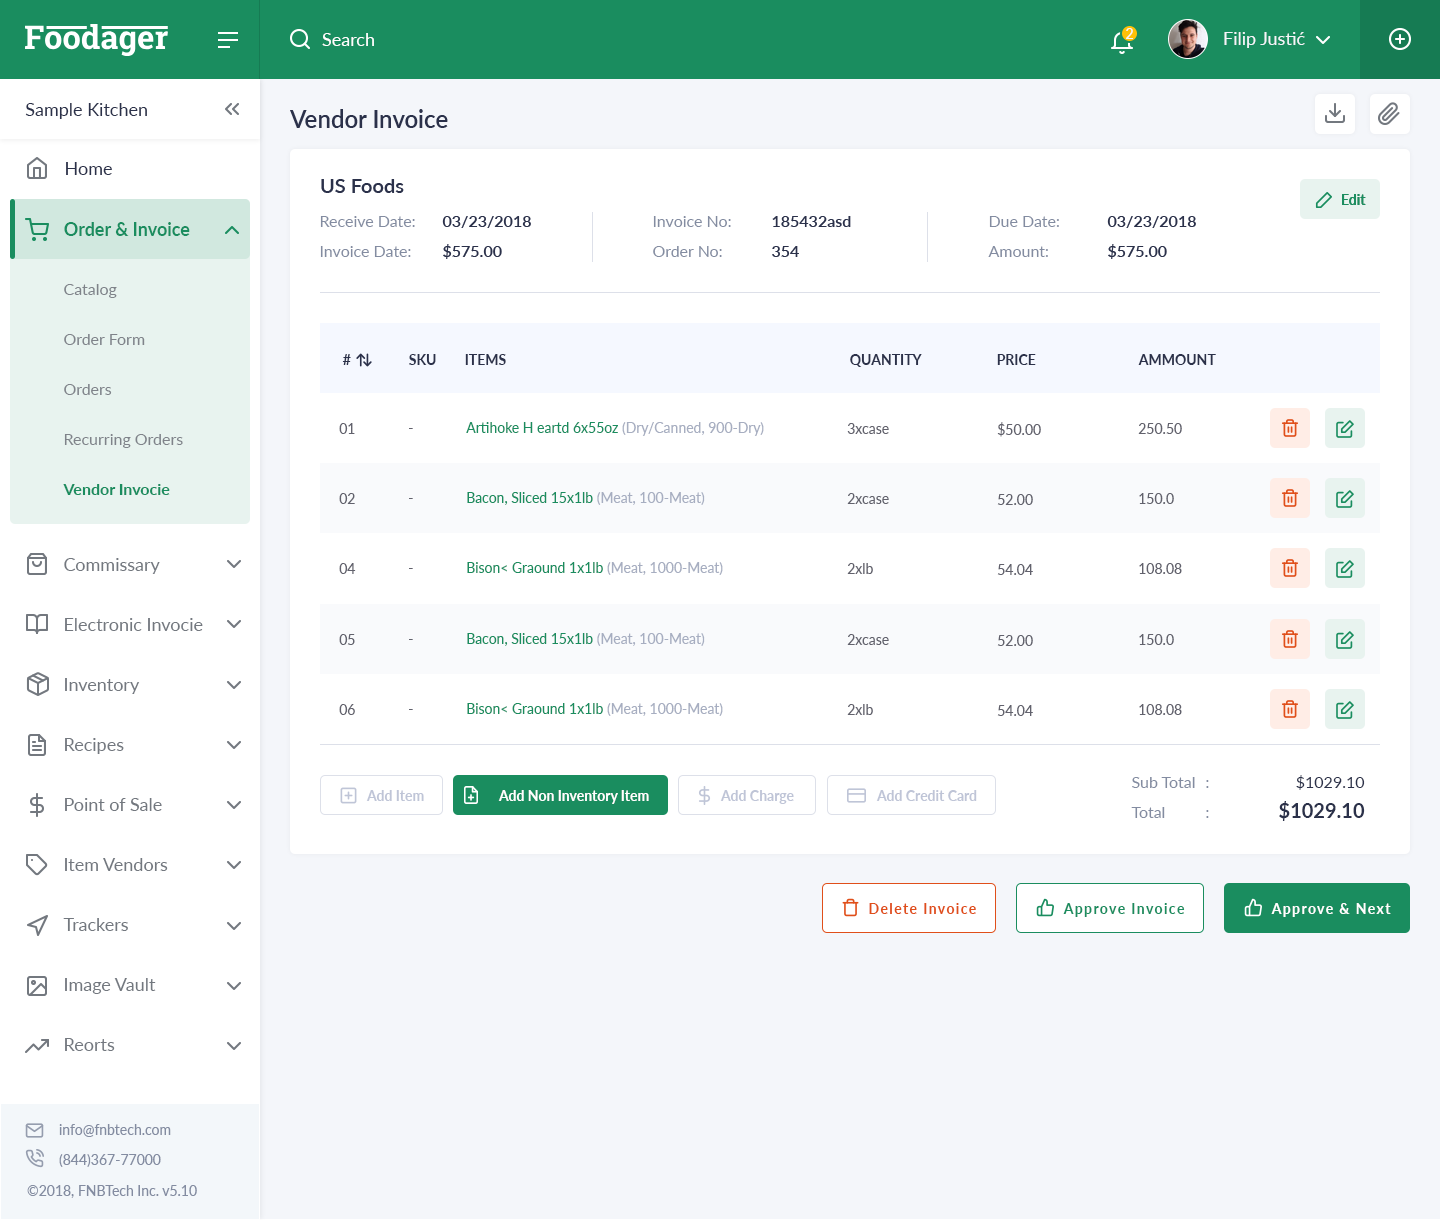 Foodager
Search
2
Filip Justić
Sample Kitchen
Home
Order & Invoice
Catalog
Order Form
Orders
Recurring Orders
Vendor Invocie
Commissary
Electronic Invocie
Inventory
Recipes
Point of Sale
Item Vendors
Trackers
Image Vault
Reorts
info@fnbtech.com
(844)367-77000
©2018, FNBTech Inc. v5.10
Vendor Invoice
US Foods
Edit
Receive Date: 03/23/2018 Invoice No: 185432asd Due Date: 03/23/2018
Invoice Date: $575.00 Order No: 354 Amount: $575.00
# SKU ITEMS QUANTITY PRICE AMMOUNT
01 - Artihoke H eartd 6x55oz (Dry/Canned, 900-Dry) 3xcase $50.00 250.50
02 - Bacon, Sliced 15x1lb (Meat, 100-Meat) 2xcase 52.00 150.0
04 - Bison< Graound 1x1lb (Meat, 1000-Meat) 2xlb 54.04 108.08
05 - Bacon, Sliced 15x1lb (Meat, 100-Meat) 2xcase 52.00 150.0
06 - Bison< Graound 1x1lb (Meat, 1000-Meat) 2xlb 54.04 108.08
Add Item Add Non Inventory Item Add Charge Add Credit Card
Sub Total : $1029.10
Total : $1029.10
Delete Invoice Approve Invoice Approve & Next